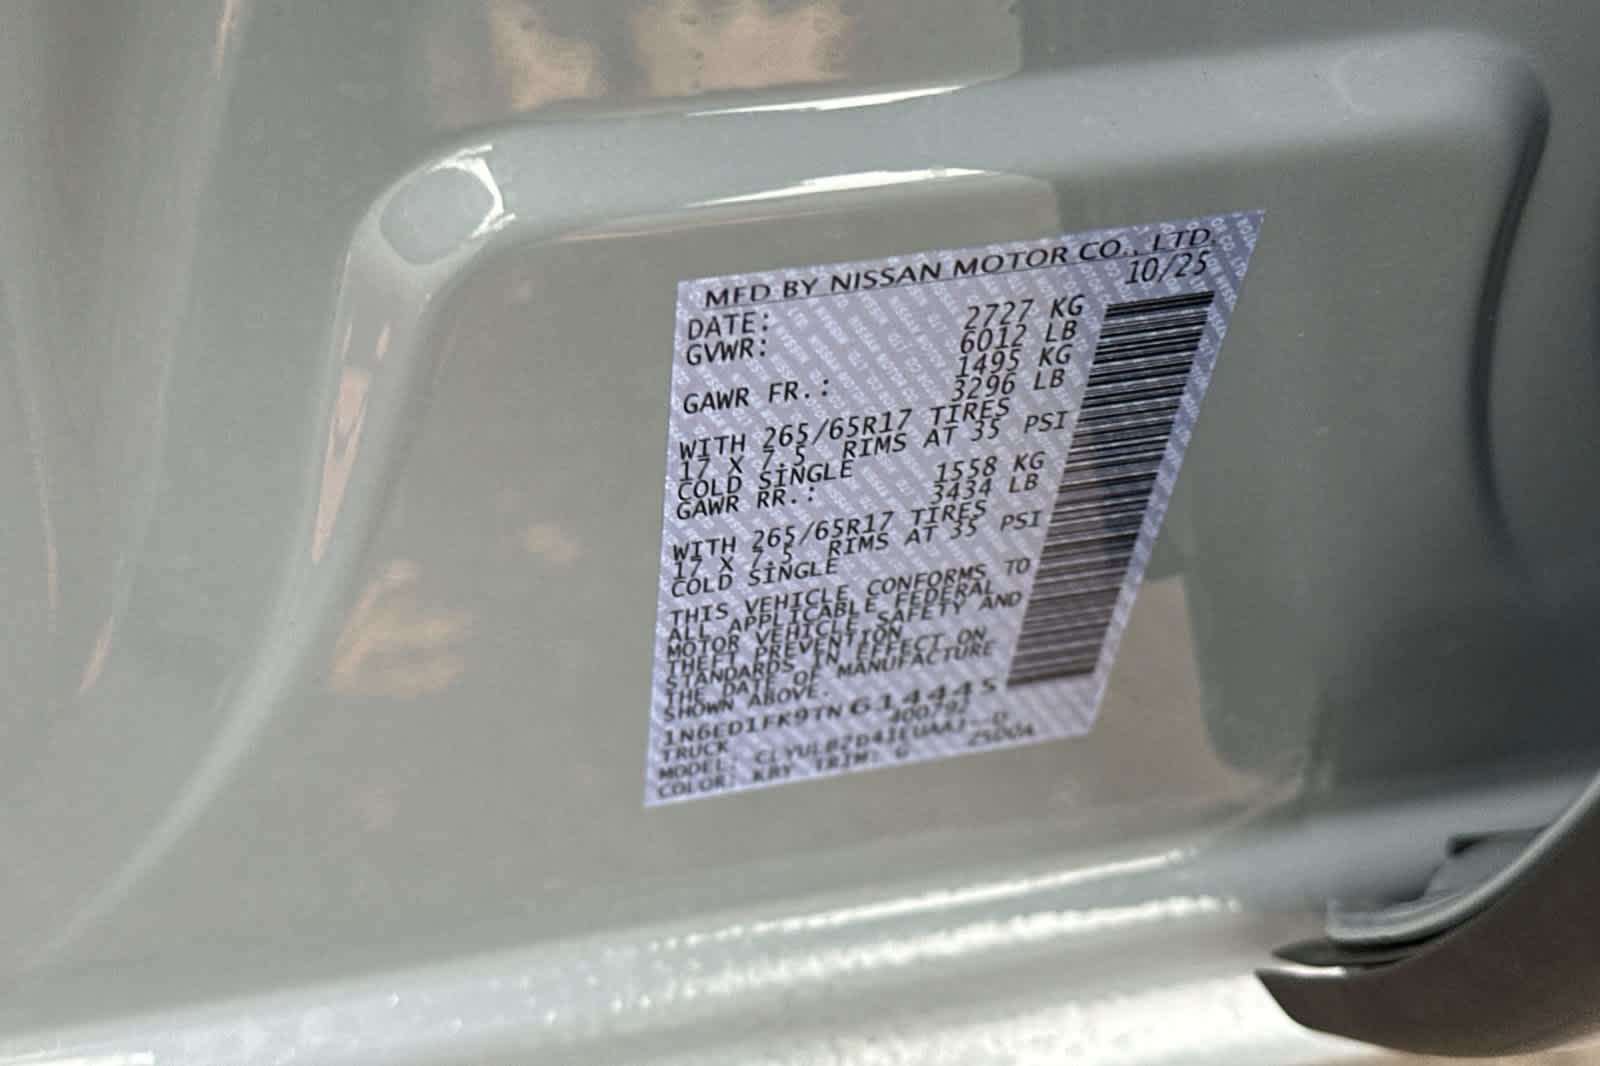 MFD BY NISSAN MOTOR CO., LTD.
DATE: 10/25
GVWR: 2727 KG
6012 LB
GAWR FR.: 1495 KG
3296 LB
WITH 265/65R17 TIRES
17 X 7.5 RIMS AT 35 PSI
COLD SINGLE
GAWR RR.: 1558 KG
3434 LB
WITH 265/65R17 TIRES
17 X 7.5 RIMS AT 35 PSI
COLD SINGLE
THIS VEHICLE CONFORMS TO
ALL APPLICABLE FEDERAL
MOTOR VEHICLE SAFETY AND
THEFT PREVENTION
STANDARDS IN EFFECT ON
THE DATE OF MANUFACTURE
SHOWN ABOVE.
1N6ED1FK9TN614445
TRUCK 400792
MODEL:
COLOR: KBY TRIM: G